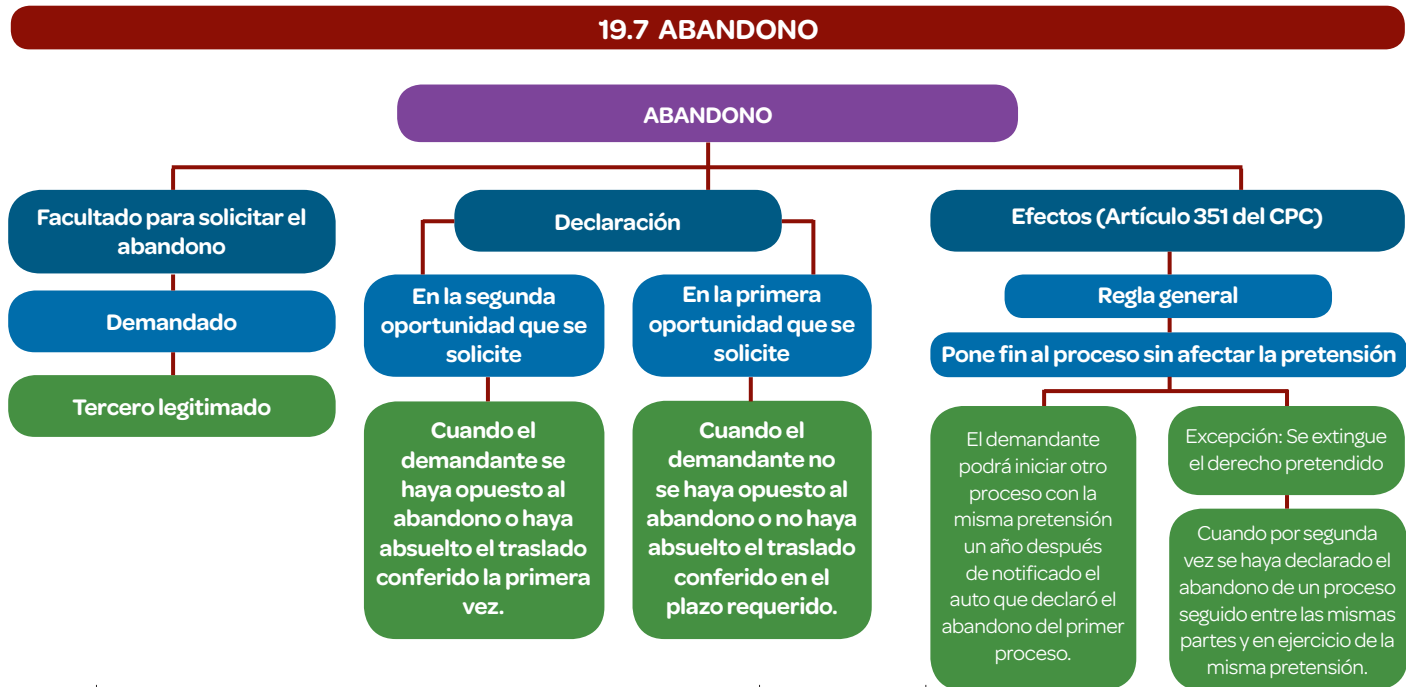 19.7 ABANDONO
ABANDONO
Facultado para solicitar el
abandono
Demandado
Tercero legitimado
Declaración
En la segunda
oportunidad que se
solicite
Cuando el
demandante se
haya opuesto al
abandono o haya
absuelto el traslado
conferido la primera
vez.
En la primera
oportunidad que se
solicite
Cuando el
demandante no
se haya opuesto al
abandono o no haya
absuelto el traslado
conferido en el
plazo requerido.
Efectos (Artículo 351 del CPC)
Regla general
Pone fin al proceso sin afectar la pretensión
El demandante
podrá iniciar otro
proceso con la
misma pretensión
un año después
de notificado el
auto que declaró el
abandono del primer
proceso.
Excepción: Se extingue
el derecho pretendido
Cuando por segunda
vez se haya declarado el
abandono de un proceso
seguido entre las mismas
partes y en ejercicio de la
misma pretensión.